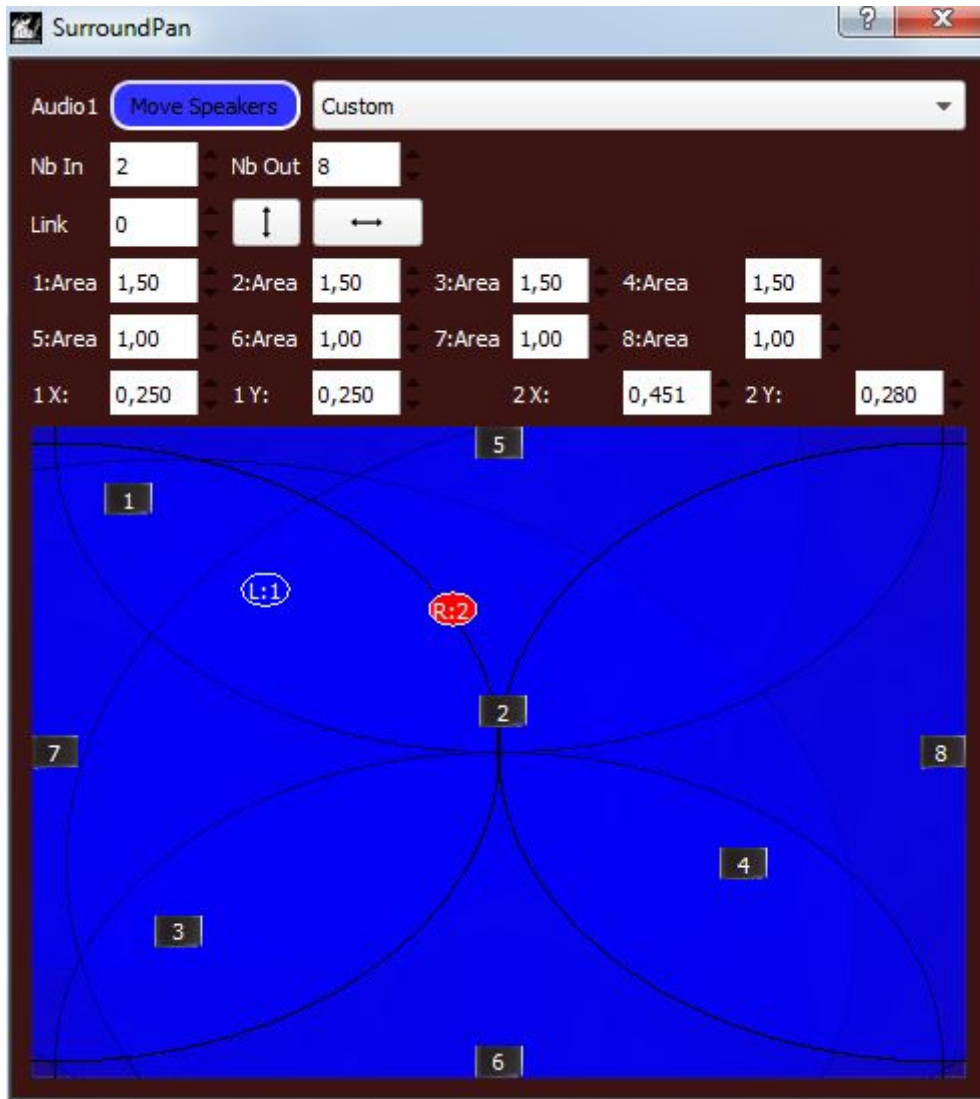 SurroundPan ? X
Audio1 Move Speakers Custom
Nb In 2 Nb Out 8
Link 0
1:Area 1,50 2:Area 1,50 3:Area 1,50 4:Area 1,50
5:Area 1,00 6:Area 1,00 7:Area 1,00 8:Area 1,00
1 X: 0,250 1 Y: 0,250 2 X: 0,451 2 Y: 0,280
5
1
L:1
R:2
2
7 8
4
3
6